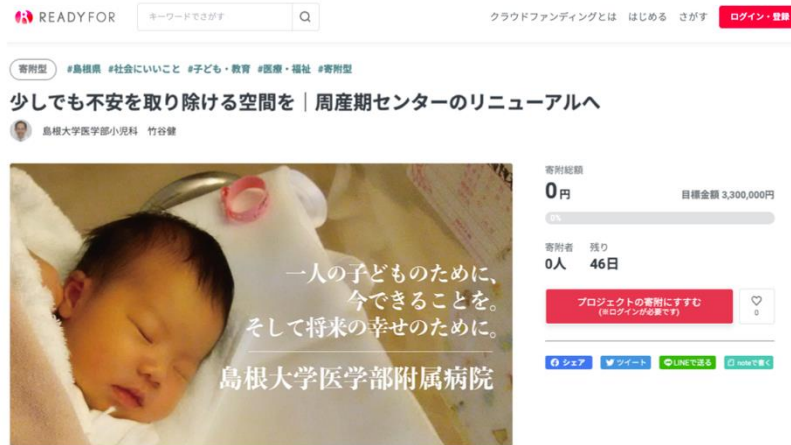 READYFOR
キーワードでさがす
クラウドファンディングとは はじめる さがす
ログイン・登録
寄附型 #島根県 #社会にいいこと #子ども・教育 #医療・福祉 #寄附型
少しでも不安を取り除ける空間を｜周産期センターのリニューアルへ
島根大学医学部小児科 竹谷健
一人の子どものために、
今できることを。
そして将来の幸せのために。
島根大学医学部附属病院
寄附総額
0円 目標金額 3,300,000円
0%
寄附者 残り
0人 46日
プロジェクトの寄附にすすむ
(※ログインが必要です)
0
シェア ツイート LINEで送る noteで書く